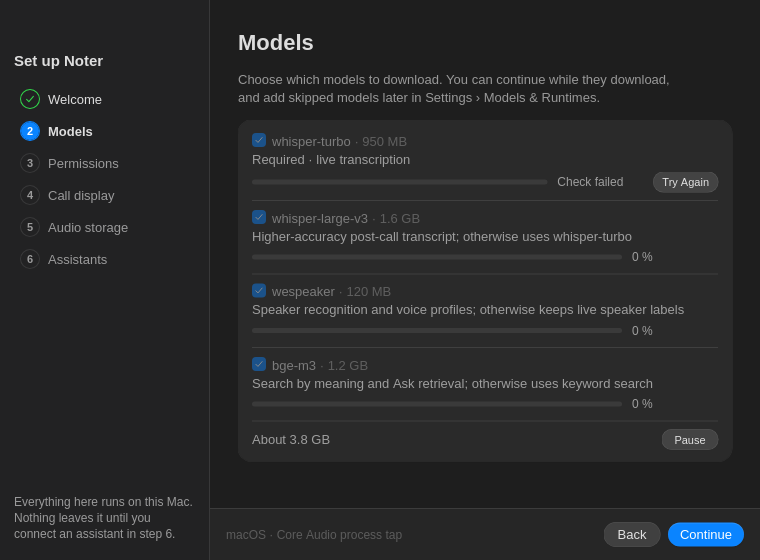 Set up Noter
Welcome
2 Models
3 Permissions
4 Call display
5 Audio storage
6 Assistants
Everything here runs on this Mac.
Nothing leaves it until you
connect an assistant in step 6.
Models
Choose which models to download. You can continue while they download,
and add skipped models later in Settings › Models & Runtimes.
whisper-turbo · 950 MB
Required · live transcription
Check failed Try Again
whisper-large-v3 · 1.6 GB
Higher-accuracy post-call transcript; otherwise uses whisper-turbo
0 %
wespeaker · 120 MB
Speaker recognition and voice profiles; otherwise keeps live speaker labels
0 %
bge-m3 · 1.2 GB
Search by meaning and Ask retrieval; otherwise uses keyword search
0 %
About 3.8 GB Pause
macOS · Core Audio process tap Back Continue